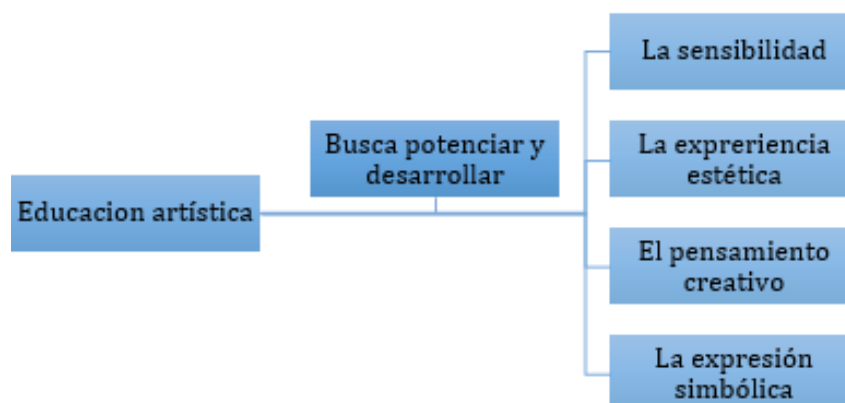 Educacion artística
Busca potenciar y
desarrollar
La sensibilidad
La expreriencia
estética
El pensamiento
creativo
La expresión
simbólica